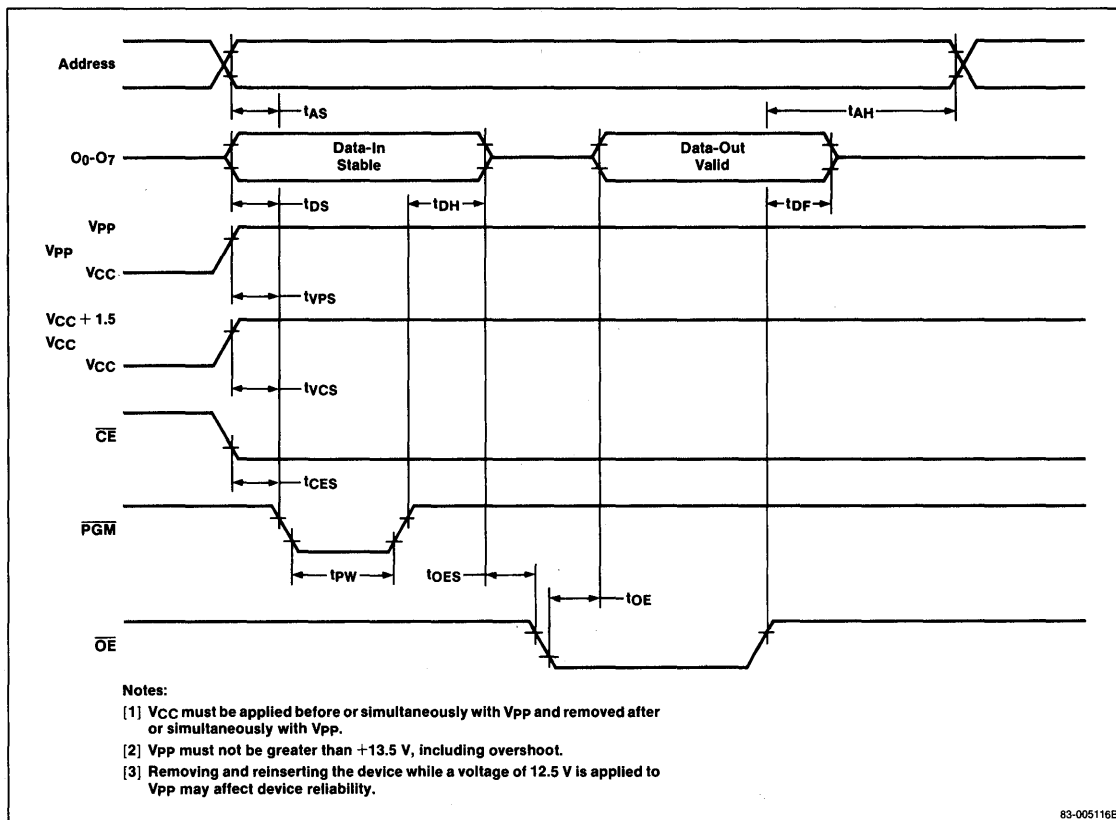 Address
tAS
tAH
O0-O7
Data-In
Stable
Data-Out
Valid
tDS
tDH
tDF
VPP
VPP
VCC
tVPS
VCC + 1.5
VCC
VCC
tVCS
CE
tCES
PGM
tPW
tOES
tOE
OE
Notes:
[1] VCC must be applied before or simultaneously with VPP and removed after
or simultaneously with VPP.
[2] VPP must not be greater than +13.5 V, including overshoot.
[3] Removing and reinserting the device while a voltage of 12.5 V is applied to
VPP may affect device reliability.
83-005116B